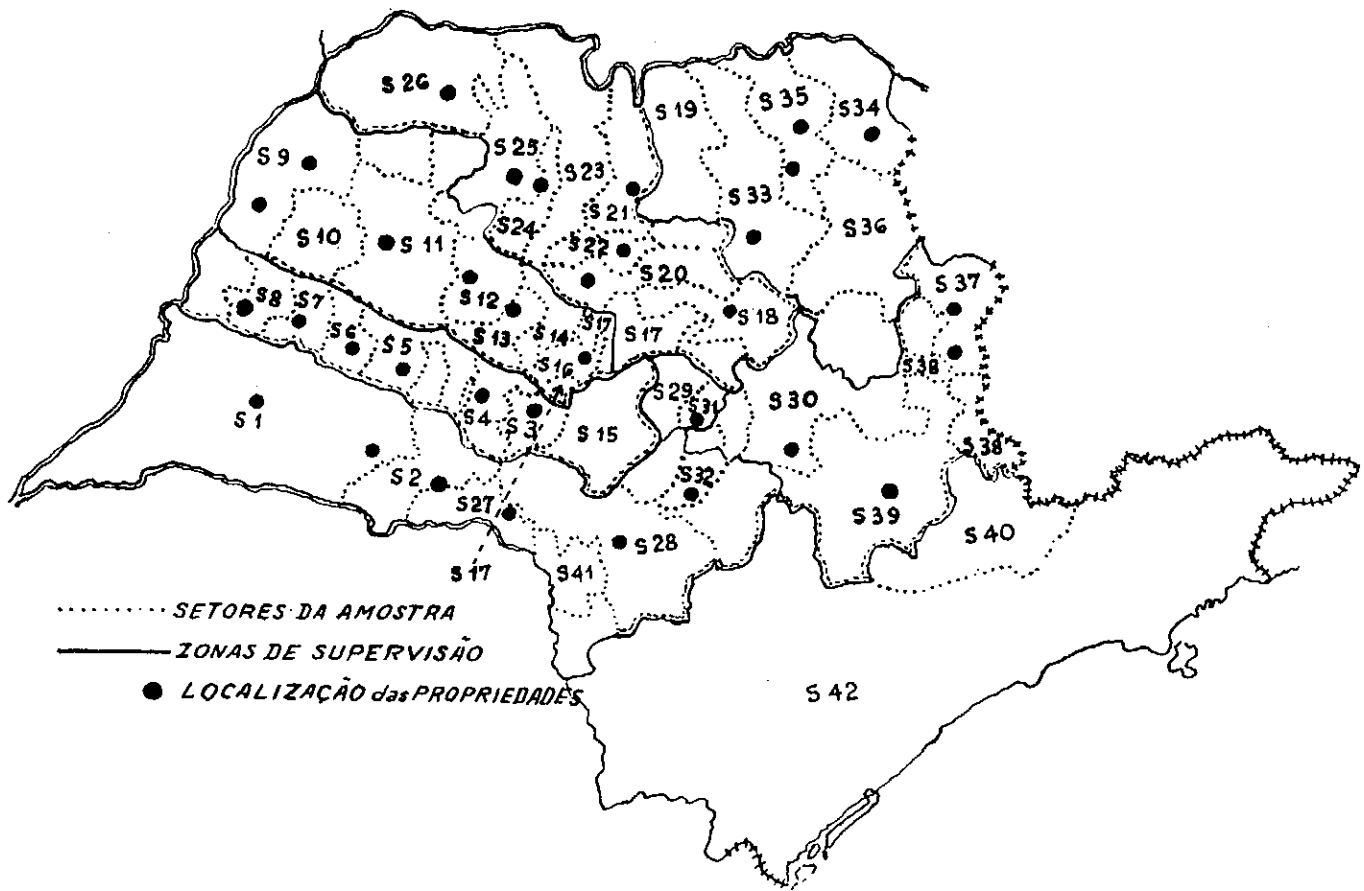 S 26
S 19
S 35
S 34
S 9
S 25
S 23
S 33
S 21
S 24
S 36
S 10
S 11
S 22
S 20
S 37
S 8
S 7
S 12
S 17
S 18
S 6
S 5
S 13
S 14
S 17
S 16
S 38
S 1
S 4
S 3
S 15
S 29
S 31
S 30
S 38
S 2
S 27
S 32
S 39
S 40
S 28
S 17
S 41
SETORES DA AMOSTRA
ZONAS DE SUPERVISÃO
LOCALIZAÇÃO das PROPRIEDADES
S 42